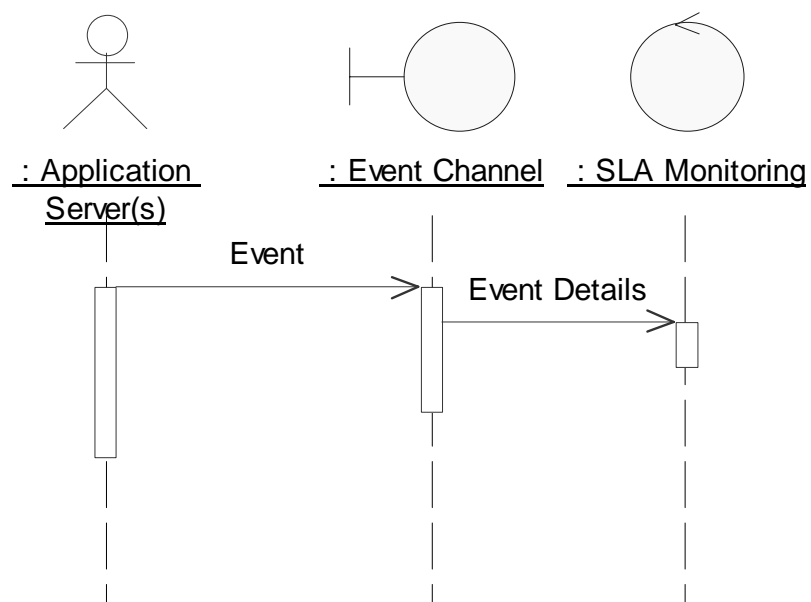 : Application
Server(s)
: Event Channel
: SLA Monitoring
Event
Event Details